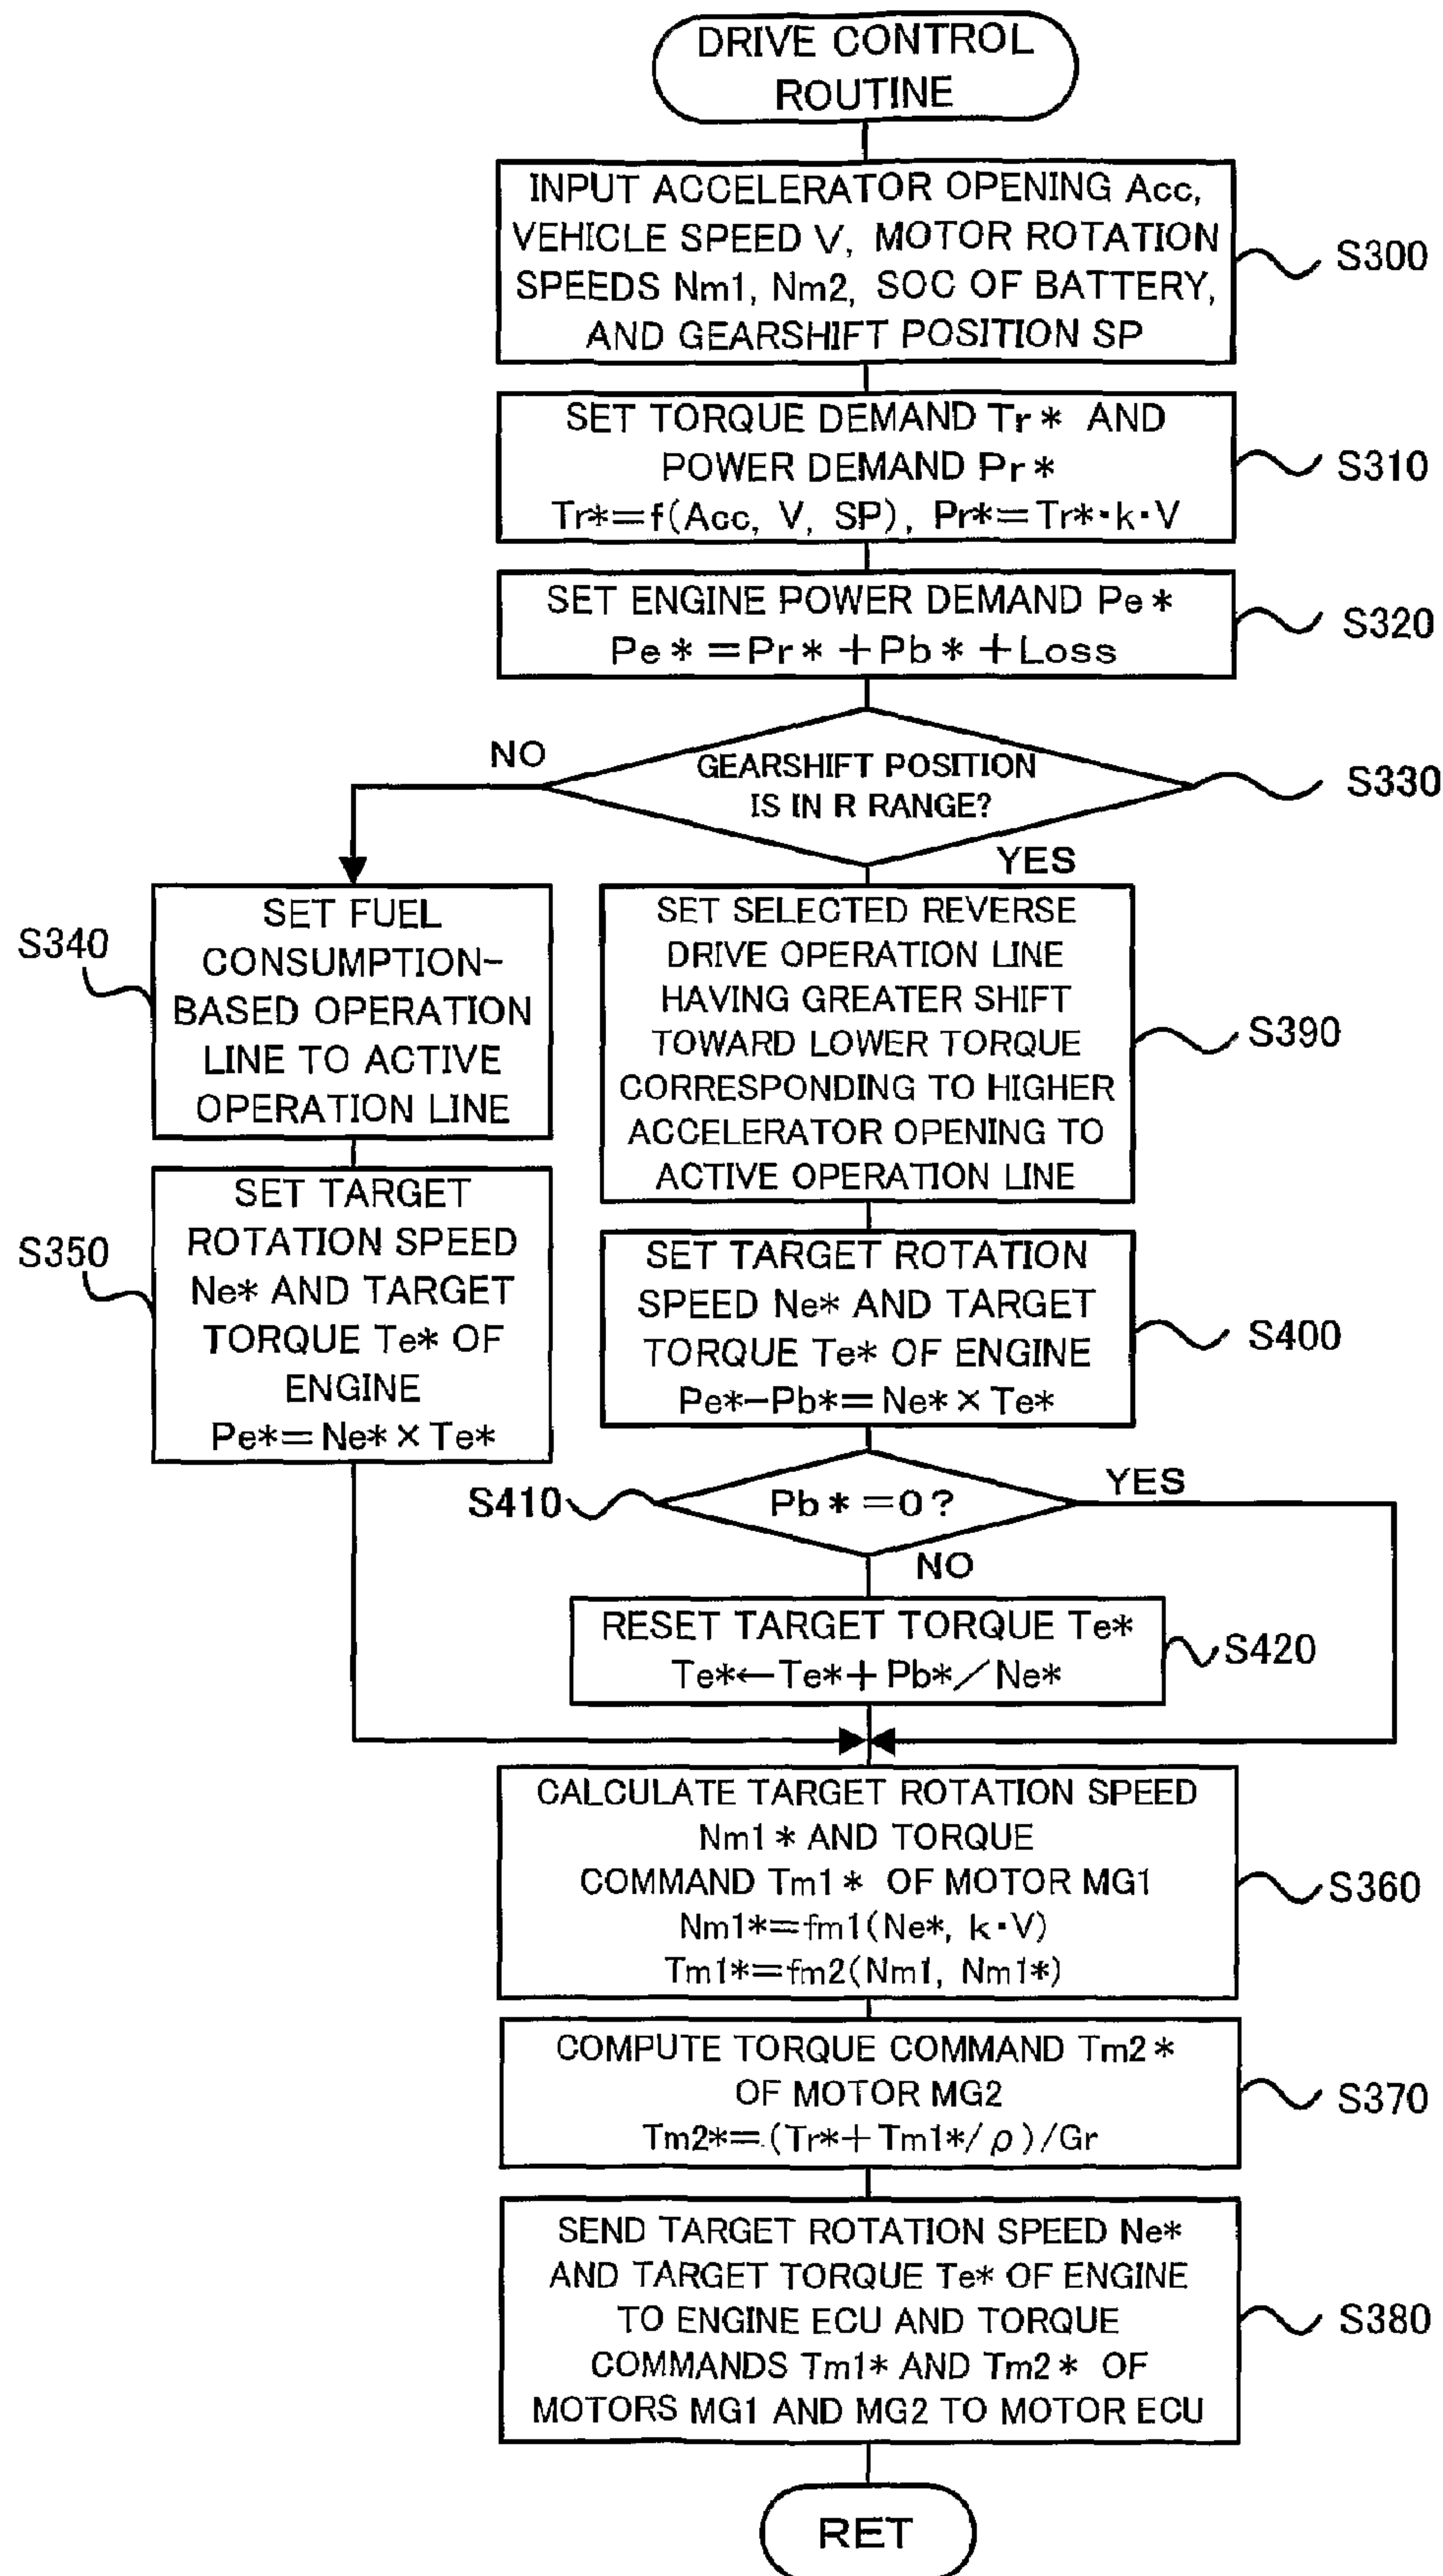 DRIVE CONTROL
ROUTINE
INPUT ACCELERATOR OPENING Acc,
VEHICLE SPEED V, MOTOR ROTATION
SPEEDS Nm1, Nm2, SOC OF BATTERY,
AND GEARSHIFT POSITION SP
S300
SET TORQUE DEMAND Tr* AND
POWER DEMAND Pr*
Tr*=f(Acc, V, SP), Pr*=Tr*·k·V
S310
SET ENGINE POWER DEMAND Pe*
Pe*=Pr*+Pb*+Loss
S320
GEARSHIFT POSITION
IS IN R RANGE?
S330
NO
YES
S340
SET FUEL
CONSUMPTION-
BASED OPERATION
LINE TO ACTIVE
OPERATION LINE
S350
SET TARGET
ROTATION SPEED
Ne* AND TARGET
TORQUE Te* OF
ENGINE
Pe*=Ne*×Te*
SET SELECTED REVERSE
DRIVE OPERATION LINE
HAVING GREATER SHIFT
TOWARD LOWER TORQUE
CORRESPONDING TO HIGHER
ACCELERATOR OPENING TO
ACTIVE OPERATION LINE
S390
SET TARGET ROTATION
SPEED Ne* AND TARGET
TORQUE Te* OF ENGINE
Pe*-Pb*=Ne*×Te*
S400
S410
Pb*=0?
YES
NO
RESET TARGET TORQUE Te*
Te*←Te*+Pb*/Ne*
S420
CALCULATE TARGET ROTATION SPEED
Nm1* AND TORQUE
COMMAND Tm1* OF MOTOR MG1
Nm1*=fm1(Ne*, k·V)
Tm1*=fm2(Nm1, Nm1*)
S360
COMPUTE TORQUE COMMAND Tm2*
OF MOTOR MG2
Tm2*=(Tr*+Tm1*/ρ)/Gr
S370
SEND TARGET ROTATION SPEED Ne*
AND TARGET TORQUE Te* OF ENGINE
TO ENGINE ECU AND TORQUE
COMMANDS Tm1* AND Tm2* OF
MOTORS MG1 AND MG2 TO MOTOR ECU
S380
RET